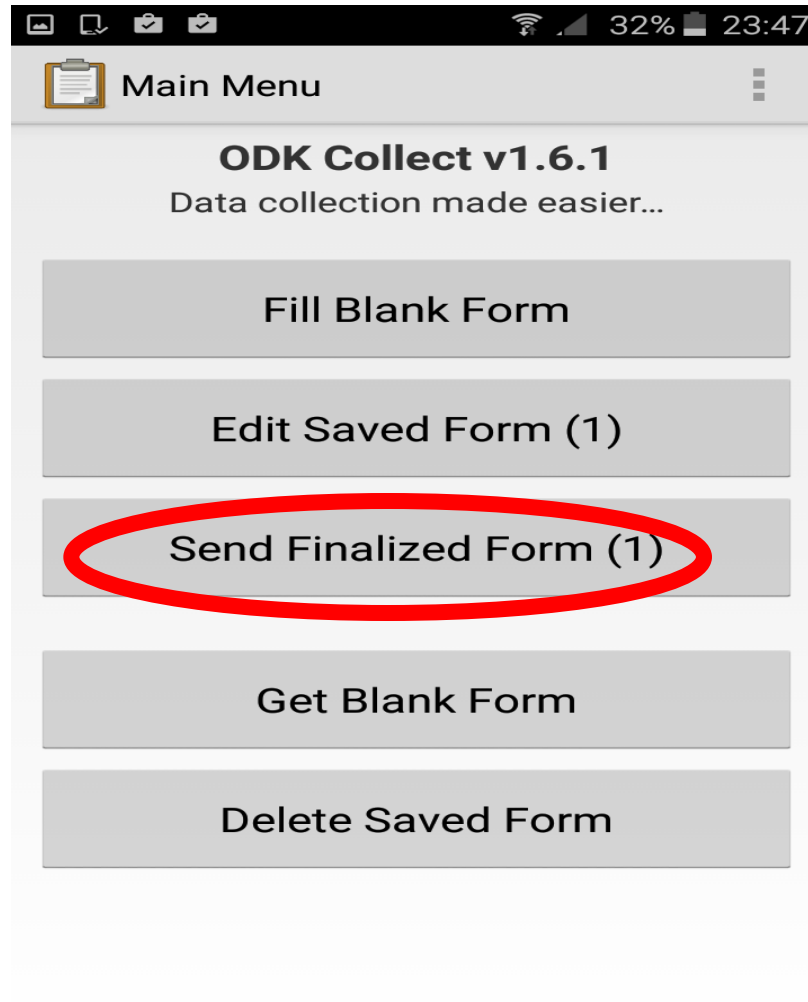 32% 23:47
Main Menu
ODK Collect v1.6.1
Data collection made easier...
Fill Blank Form
Edit Saved Form (1)
Send Finalized Form (1)
Get Blank Form
Delete Saved Form